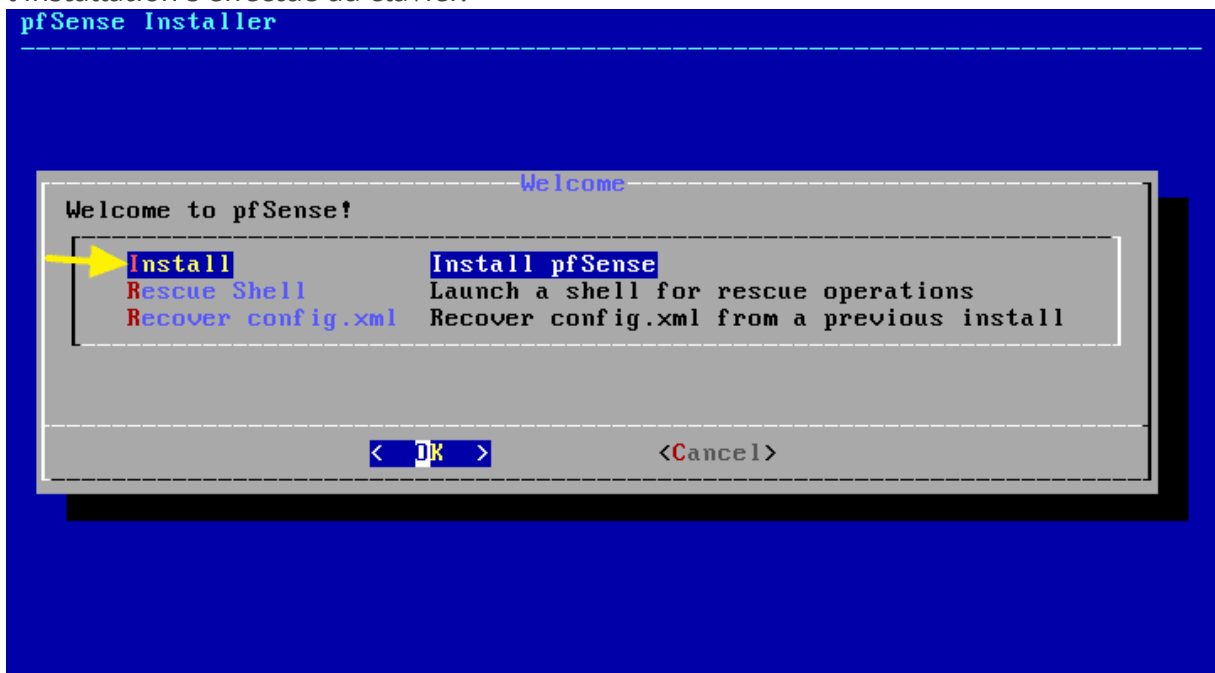 pfSense Installer
Welcome
Welcome to pfSense!
Install Install pfSense
Rescue Shell Launch a shell for rescue operations
Recover config.xml Recover config.xml from a previous install
< OK > <Cancel>